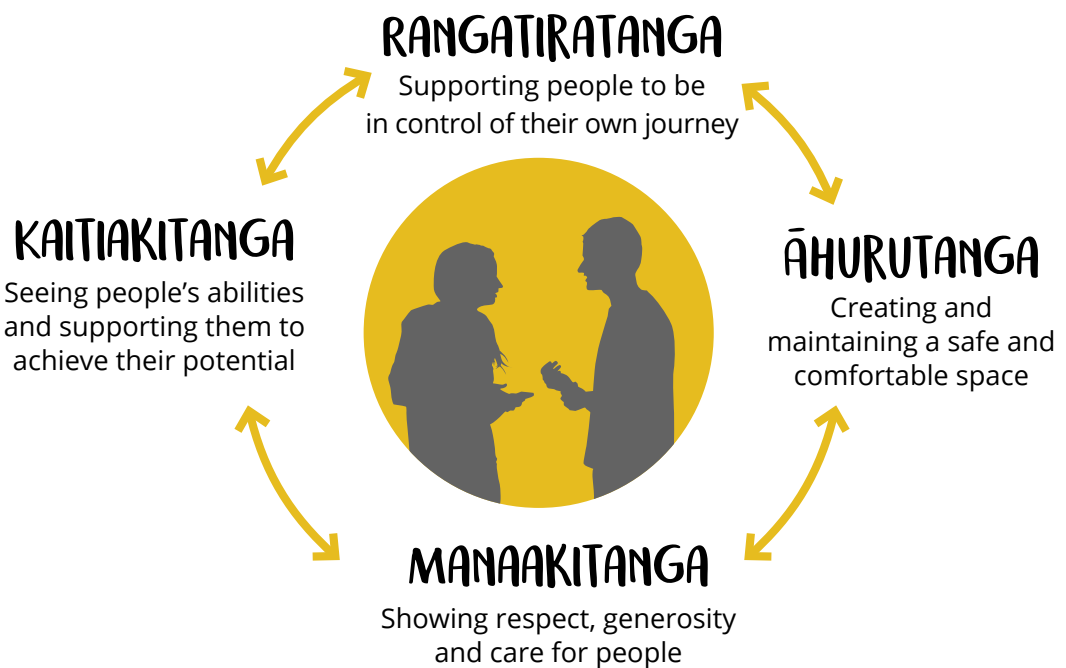 RANGATIRATANGA
Supporting people to be
in control of their own journey
KAITIAKITANGA
Seeing people’s abilities
and supporting them to
achieve their potential
ĀHURUTANGA
Creating and
maintaining a safe and
comfortable space
MANAAKITANGA
Showing respect, generosity
and care for people